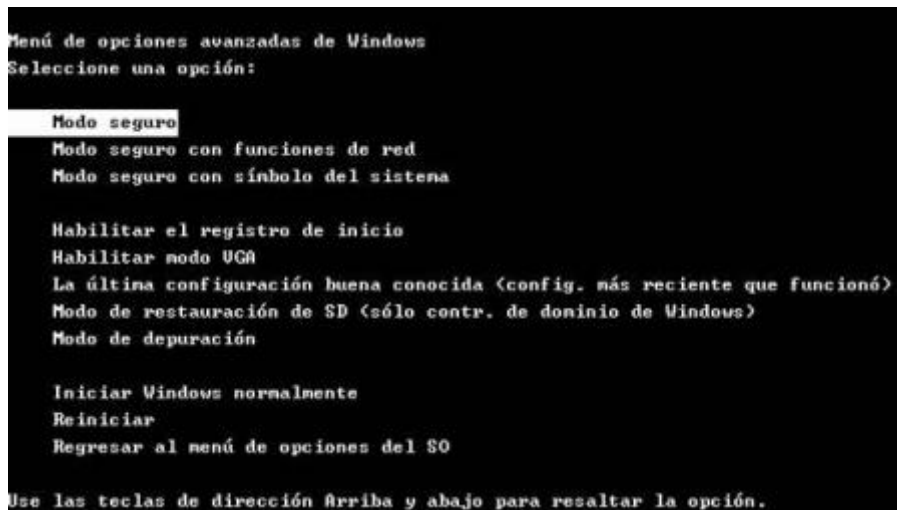 Menú de opciones avanzadas de Windows
Seleccione una opción:
Modo seguro
Modo seguro con funciones de red
Modo seguro con símbolo del sistema
Habilitar el registro de inicio
Habilitar modo VGA
La última configuración buena conocida (config. más reciente que funcionó)
Modo de restauración de SD (sólo contr. de dominio de Windows)
Modo de depuración
Iniciar Windows normalmente
Reiniciar
Regresar al menú de opciones del SO
Use las teclas de dirección Arriba y abajo para resaltar la opción.